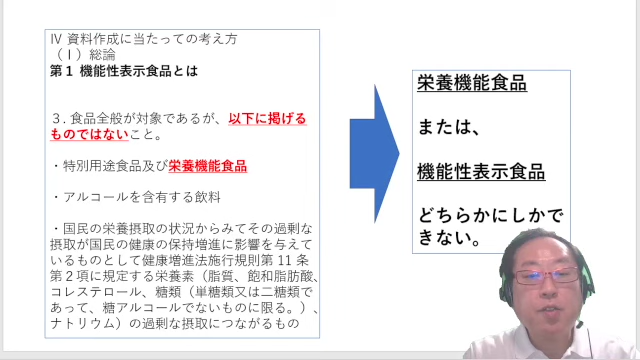 Ⅳ 資料作成に当たっての考え方
（Ⅰ）総論
第１ 機能性表示食品とは
３. 食品全般が対象であるが、以下に掲げる
ものではないこと。
・特別用途食品及び栄養機能食品
・アルコールを含有する飲料
・国民の栄養摂取の状況からみてその過剰な
摂取が国民の健康の保持増進に影響を与えて
いるものとして健康増進法施行規則第 11 条
第２項に規定する栄養素（脂質、飽和脂肪酸、
コレステロール、糖類（単糖類又は二糖類で
あって、糖アルコールでないものに限る。）、
ナトリウム）の過剰な摂取につながるもの
栄養機能食品
または、
機能性表示食品
どちらかにしかで
きない。